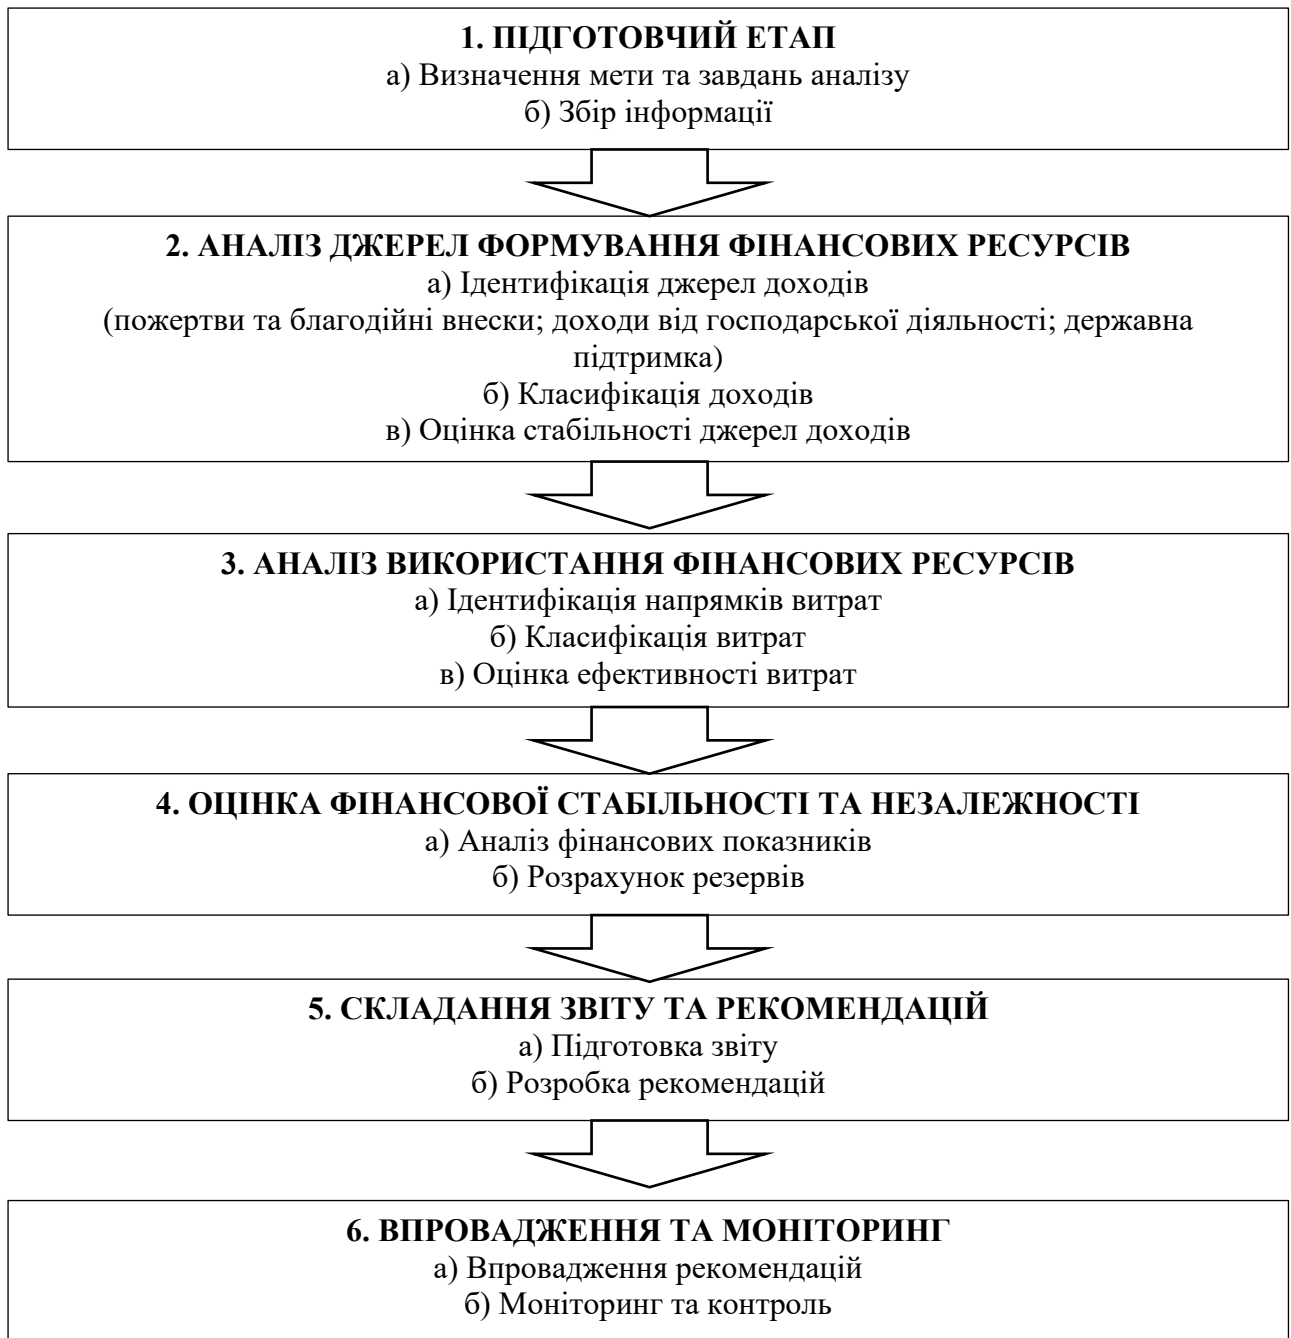 1. ПІДГОТОВЧИЙ ЕТАП
а) Визначення мети та завдань аналізу
б) Збір інформації
2. АНАЛІЗ ДЖЕРЕЛ ФОРМУВАННЯ ФІНАНСОВИХ РЕСУРСІВ
а) Ідентифікація джерел доходів
(пожертви та благодійні внески; доходи від господарської діяльності; державна
підтримка)
б) Класифікація доходів
в) Оцінка стабільності джерел доходів
3. АНАЛІЗ ВИКОРИСТАННЯ ФІНАНСОВИХ РЕСУРСІВ
а) Ідентифікація напрямків витрат
б) Класифікація витрат
в) Оцінка ефективності витрат
4. ОЦІНКА ФІНАНСОВОЇ СТАБІЛЬНОСТІ ТА НЕЗАЛЕЖНОСТІ
а) Аналіз фінансових показників
б) Розрахунок резервів
5. СКЛАДАННЯ ЗВІТУ ТА РЕКОМЕНДАЦІЙ
а) Підготовка звіту
б) Розробка рекомендацій
6. ВПРОВАДЖЕННЯ ТА МОНІТОРИНГ
а) Впровадження рекомендацій
б) Моніторинг та контроль